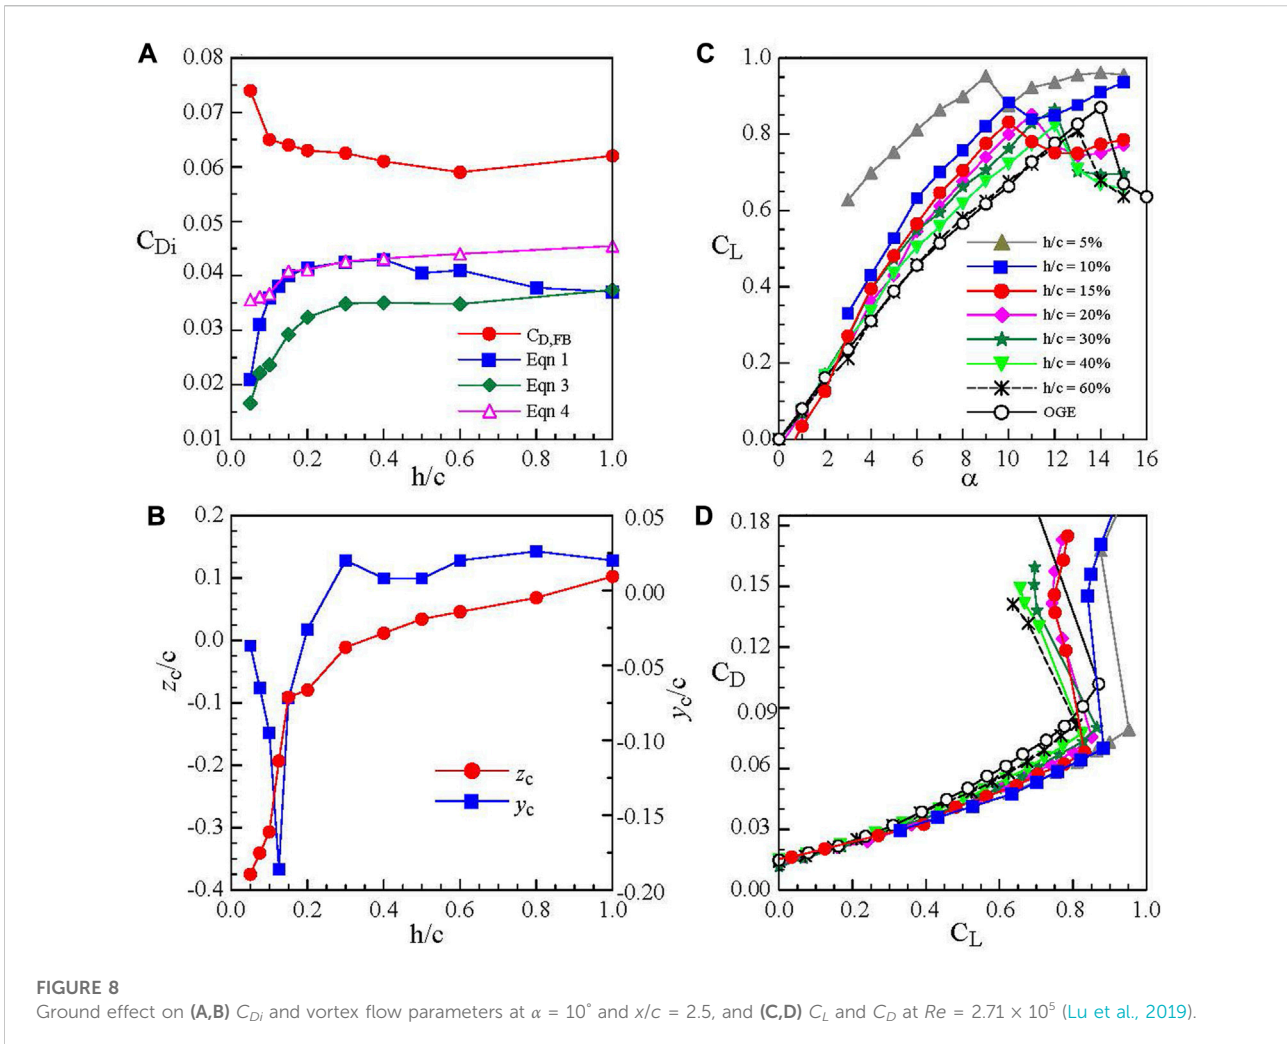 A
0.08
0.07
0.06
0.05
C_Di
0.04
0.03
0.02
0.01
0.0 0.2 0.4 0.6 0.8 1.0
h/c
C_D,FB
Eqn 1
Eqn 3
Eqn 4
C
1.0
0.8
0.6
C_L
0.4
0.2
0.0
0 2 4 6 8 10 12 14 16
α
h/c = 5%
h/c = 10%
h/c = 15%
h/c = 20%
h/c = 30%
h/c = 40%
h/c = 60%
OGE
B
0.2
0.1
0.0
z_c/c
-0.1
-0.2
-0.3
-0.4
0.0 0.2 0.4 0.6 0.8 1.0
h/c
0.05
0.00
-0.05
y_c/c
-0.10
-0.15
-0.20
z_c
y_c
D
0.18
0.15
0.12
C_D
0.09
0.06
0.03
0.00
0.0 0.2 0.4 0.6 0.8 1.0
C_L
FIGURE 8
Ground effect on (A,B) C_Di and vortex flow parameters at α = 10° and x/c = 2.5, and (C,D) C_L and C_D at Re = 2.71 × 10⁵ (Lu et al., 2019).